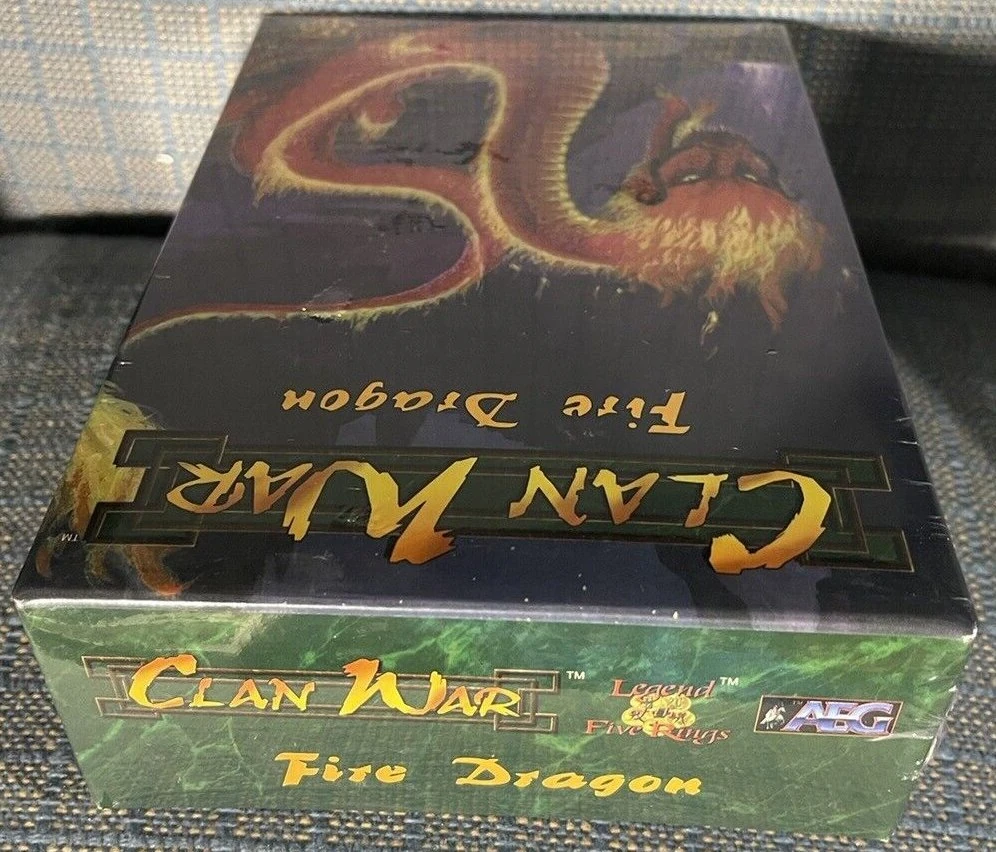 Fire Dragon
CLAN WAR
TM
CLAN WAR TM
Legend TM
Five Rings
AEG
Fire Dragon